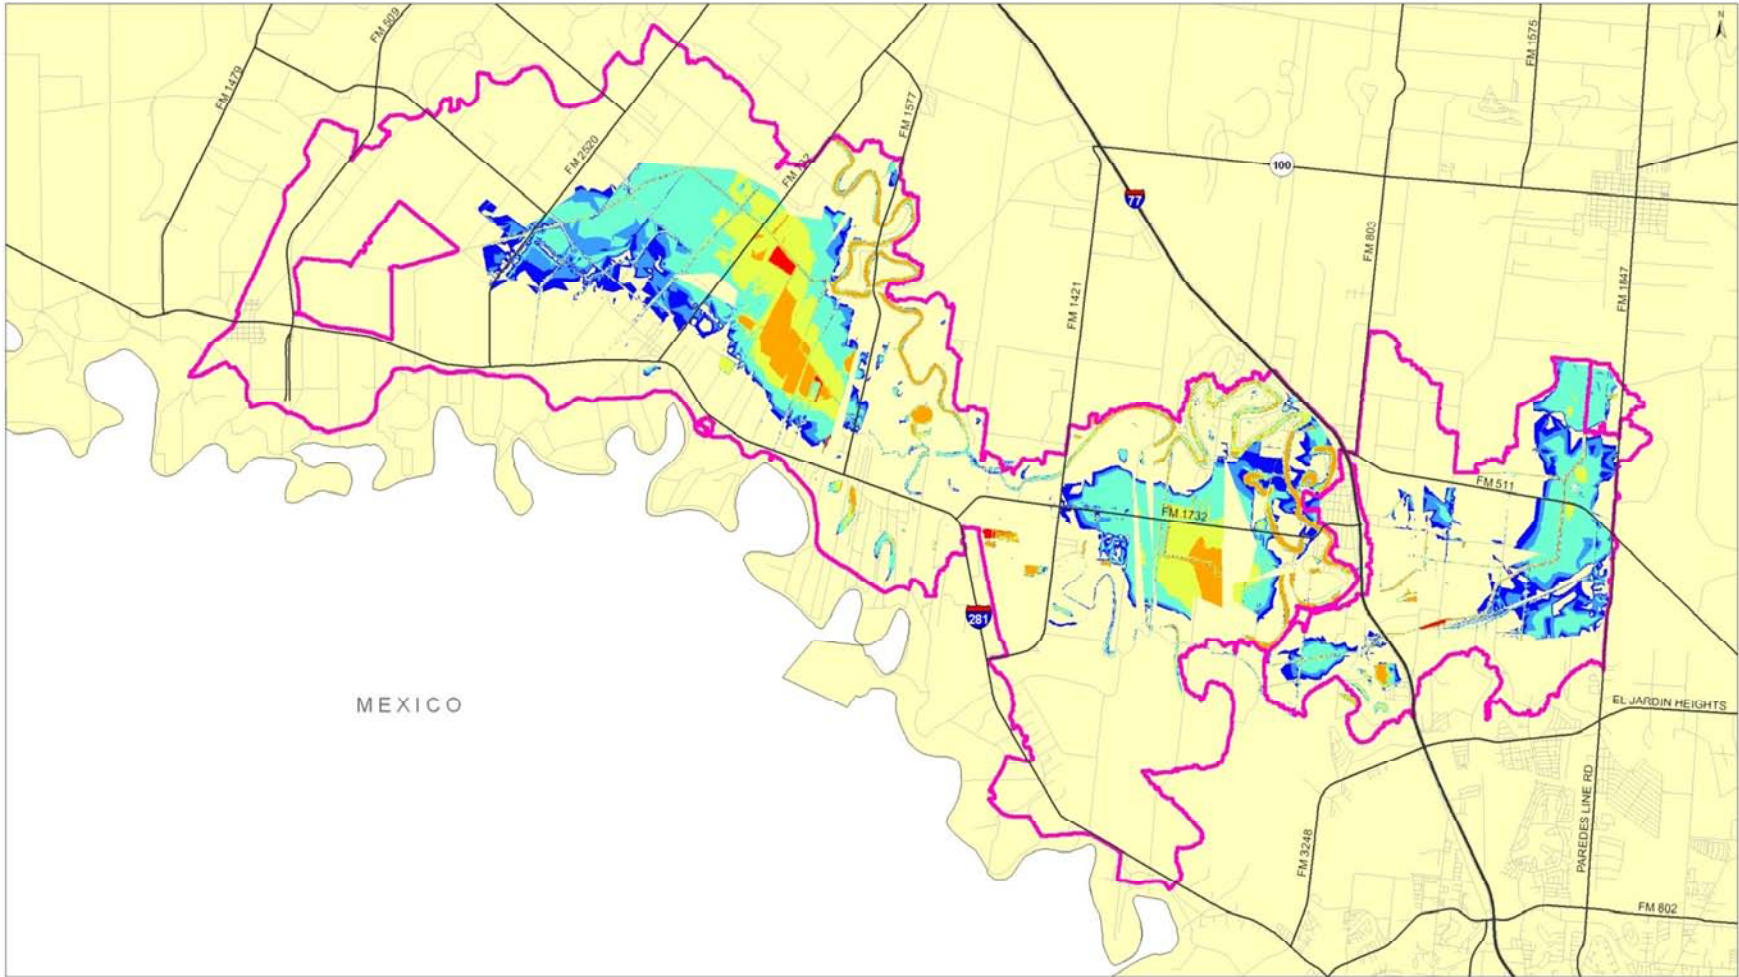 N
FM 509
FM 1479
FM 1575
FM 1577
FM 2520
100
77
FM 803
FM 1421
FM 1847
FM 511
FM 1732
281
MEXICO
EL JARDIN HEIGHTS
PAREDES LINE RD
FM 3248
FM 802